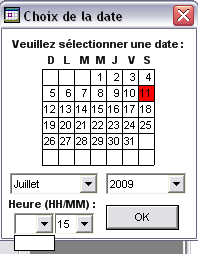 Choix de la date
Veuillez sélectionner une date :
D L M M J V S
1 2 3 4
5 6 7 8 9 10 11
12 13 14 15 16 17 18
19 20 21 22 23 24 25
26 27 28 29 30 31
Juillet 2009
Heure (HH/MM) :
15 OK